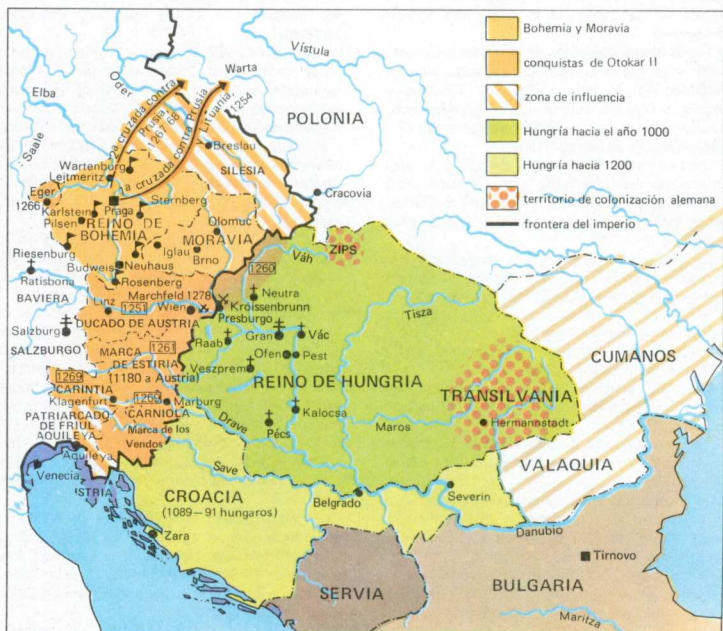 Bohemia y Moravia
conquistas de Otokar II
zona de influencia
Hungría hacia el año 1000
Hungría hacia 1200
territorio de colonización alemana
frontera del imperio
Vístula
Oder
Warta
Elba
Saale
POLONIA
Prusia,
1267-68
1a cruzada contra Prusia
Lituania,
1254
Breslau
SILESIA
Wartenburg
Leitmeritz
Cracovia
Eger
1266
Karlstein
Praga
Sternberg
Pilsen
REINO DE
BOHEMIA
Olomuc
MORAVIA
ZIPS
Riesenburg
Iglau
Brno
Váh
Budweis
Neuhaus
1260
Ratisbona
Rosenberg
Neutra
BAVIERA
Marchfeld 1278
Kroissenbrunn
Tisza
Linz
1251
Wien
Presburgo
CUMANOS
DUCADO DE AUSTRIA
Salzburg
Raab
Gran
Vác
SALZBURGO
MARCA
1261
DE ESTIRIA
Ofen
Pest
(1180 a Austria)
Veszprem
REINO DE HUNGRIA
TRANSILVANIA
1269
CARINTIA
1269
Klagenfurt
Marburg
Kalocsa
PATRIARCADO
DE FRIUL
AQUILEYA
CARNIOLA
Marca de los
Vendos
Drave
Pécs
Maros
Hermannstadt
Aquileya
Save
VALAQUIA
Venecia
ISTRIA
CROACIA
(1089—91 hungaros)
Belgrado
Severin
Danubio
Zara
Tirnovo
SERVIA
BULGARIA
Maritza